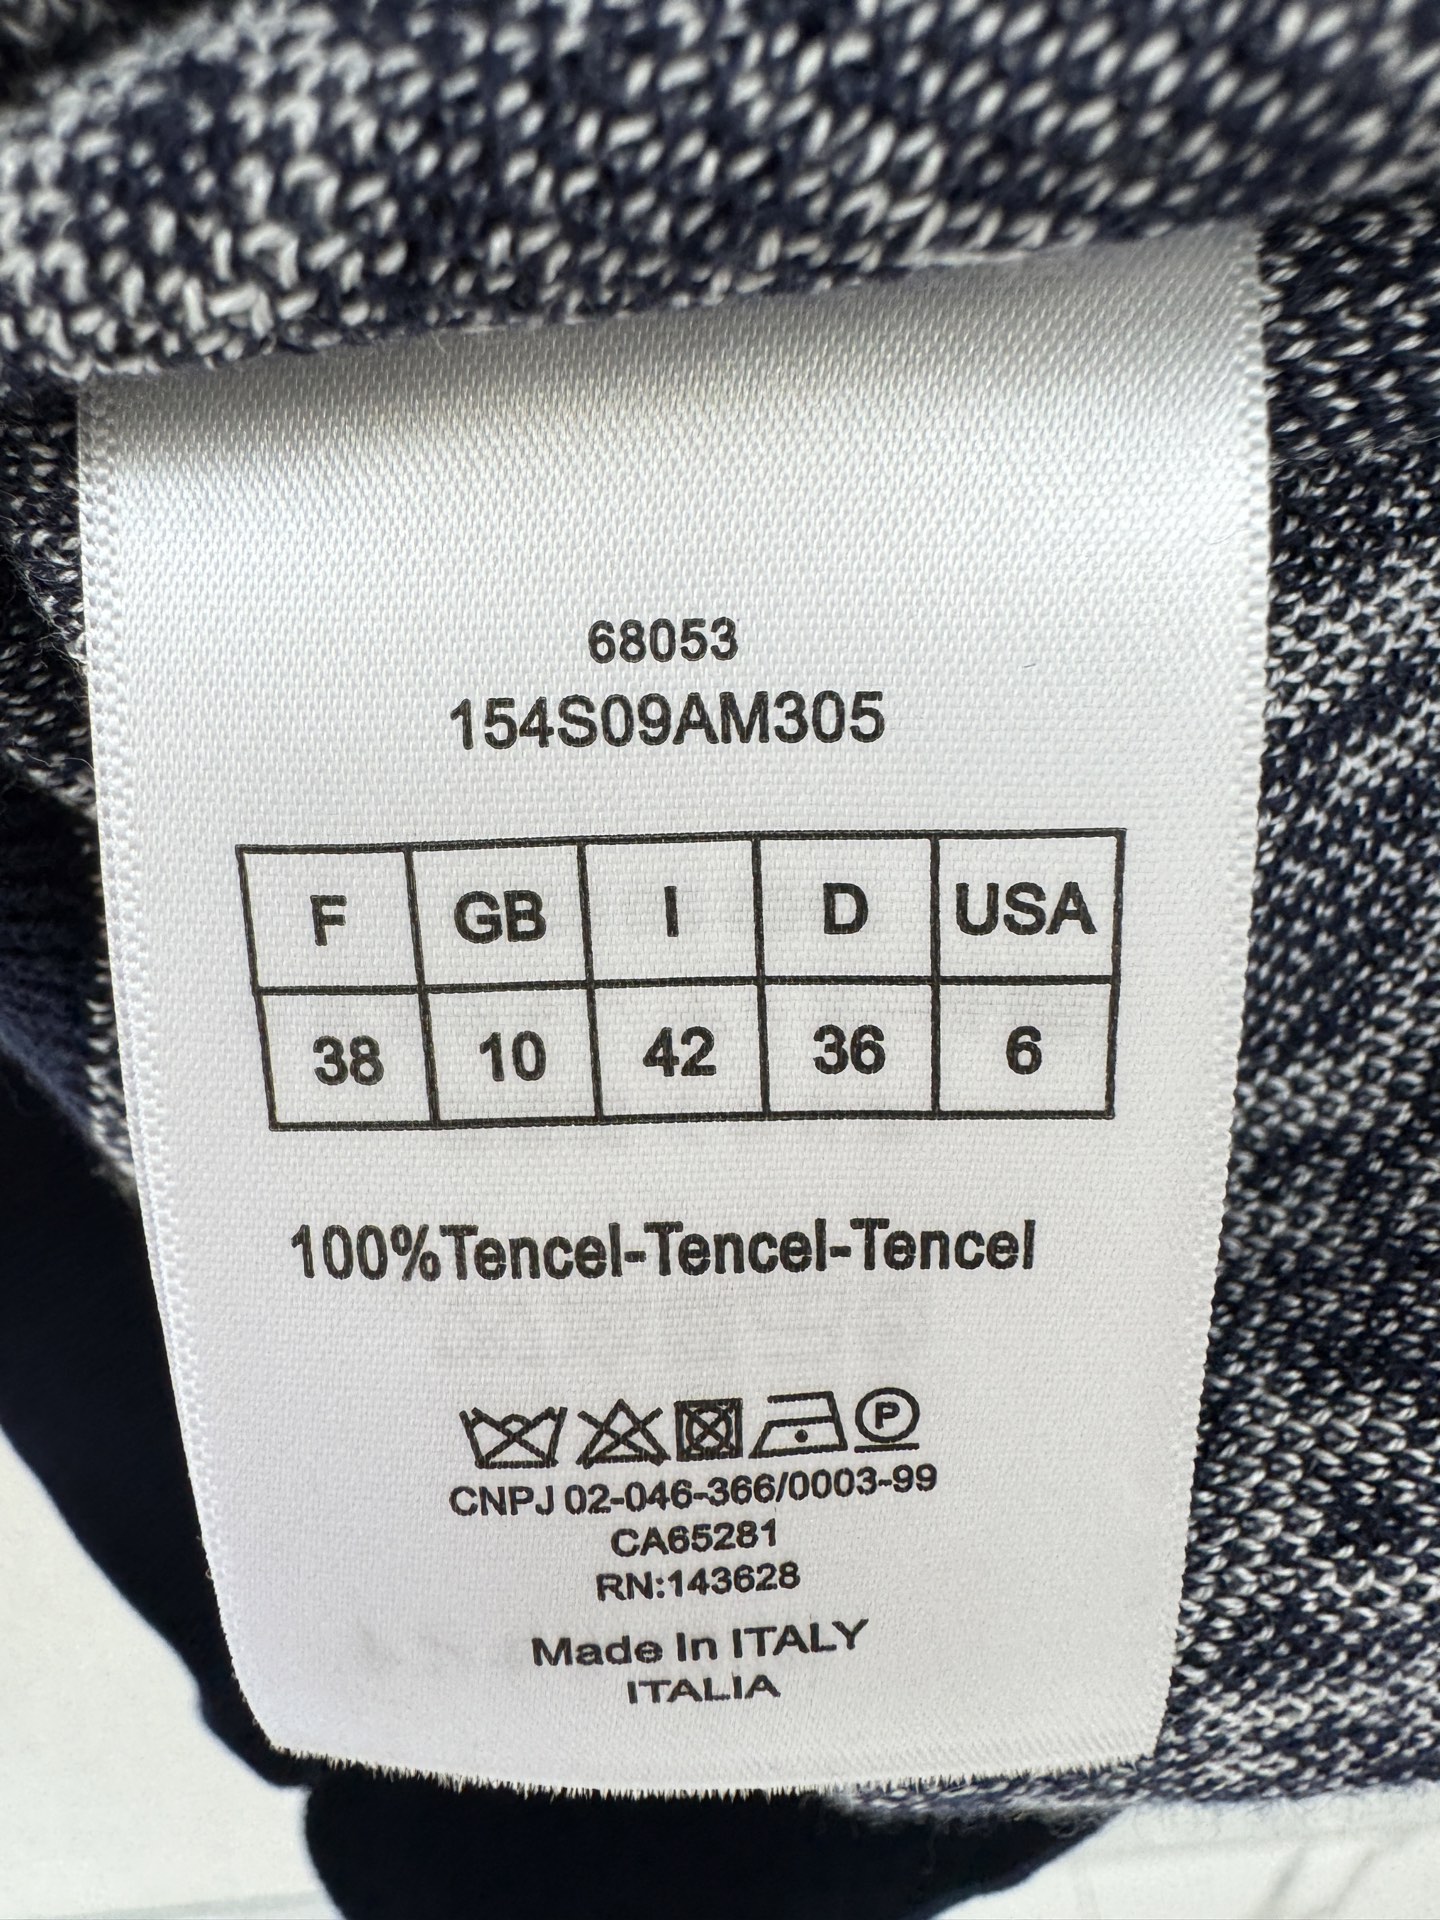 68053
154S09AM305
F GB I D USA
38 10 42 36 6
100%Tencel-Tencel-Tencel
P
CNPJ 02-046-366/0003-99
CA65281
RN:143628
Made In ITALY
ITALIA